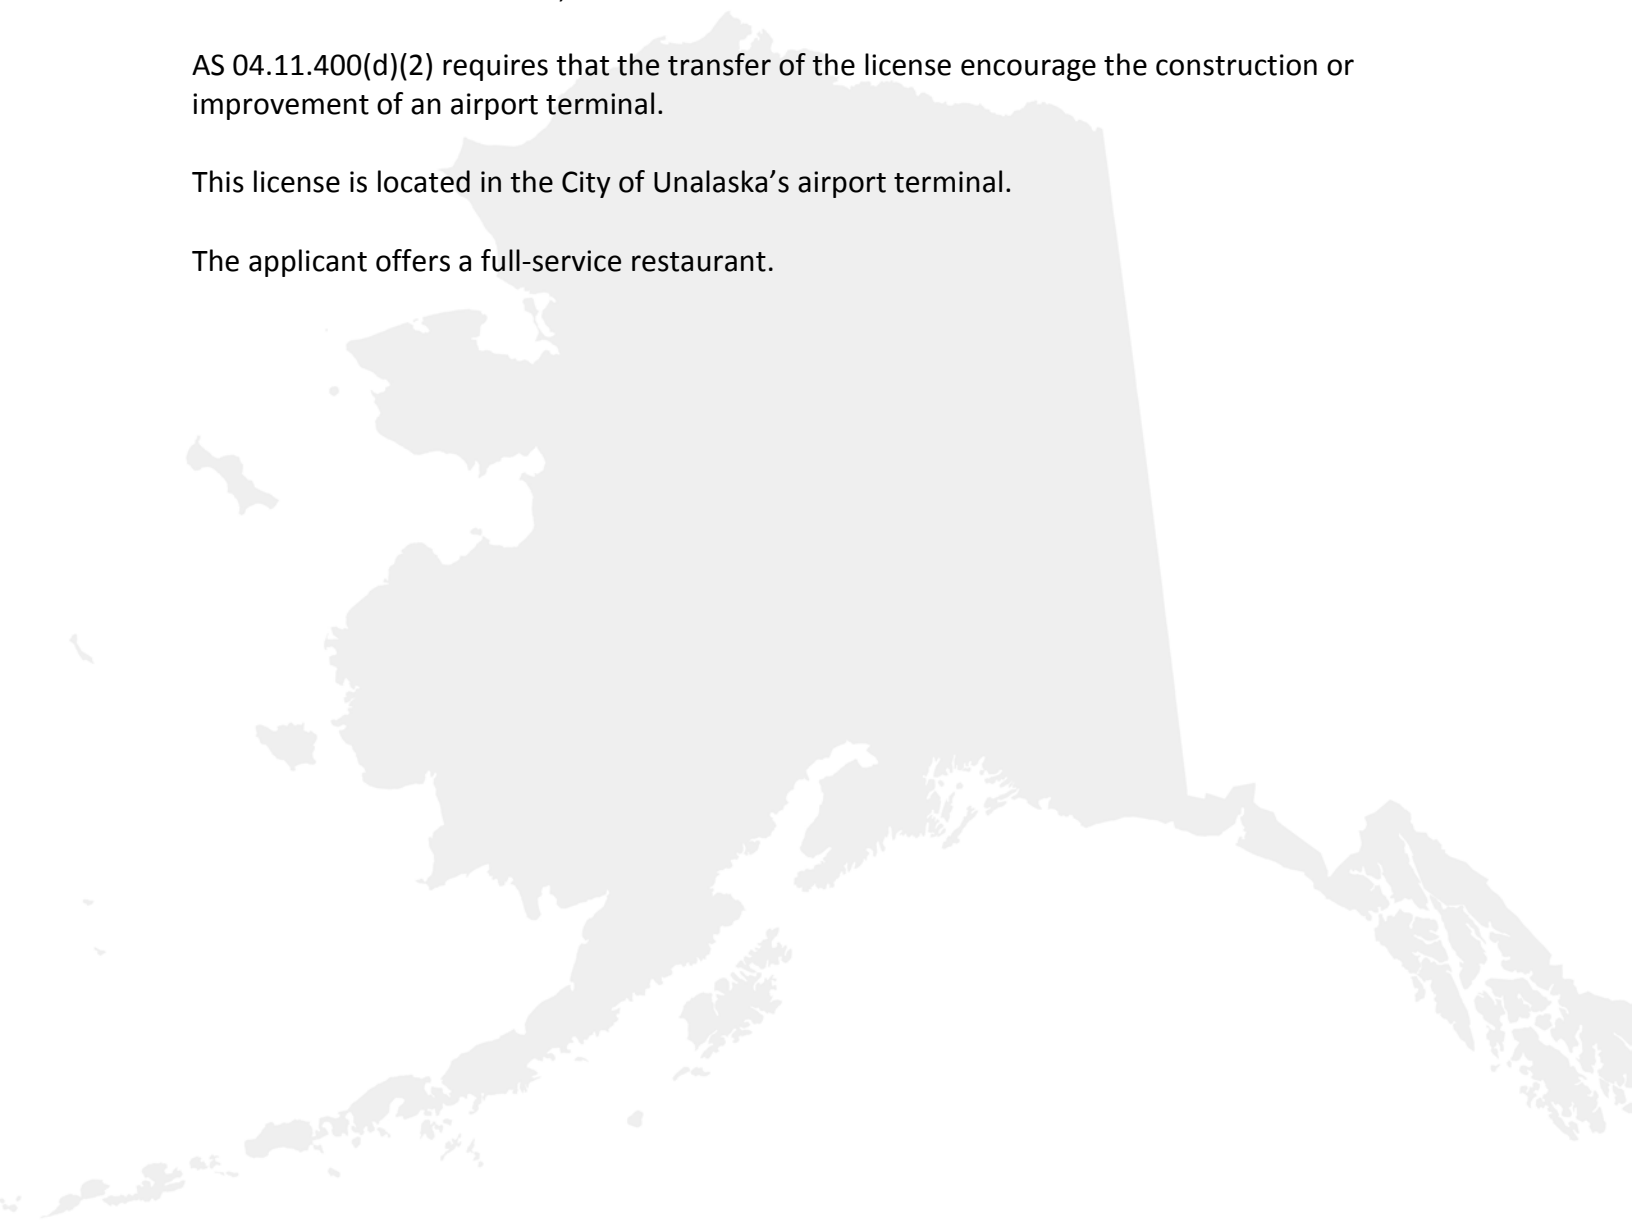 AS 04.11.400(d)(2) requires that the transfer of the license encourage the construction or
improvement of an airport terminal.
This license is located in the City of Unalaska’s airport terminal.
The applicant offers a full-service restaurant.